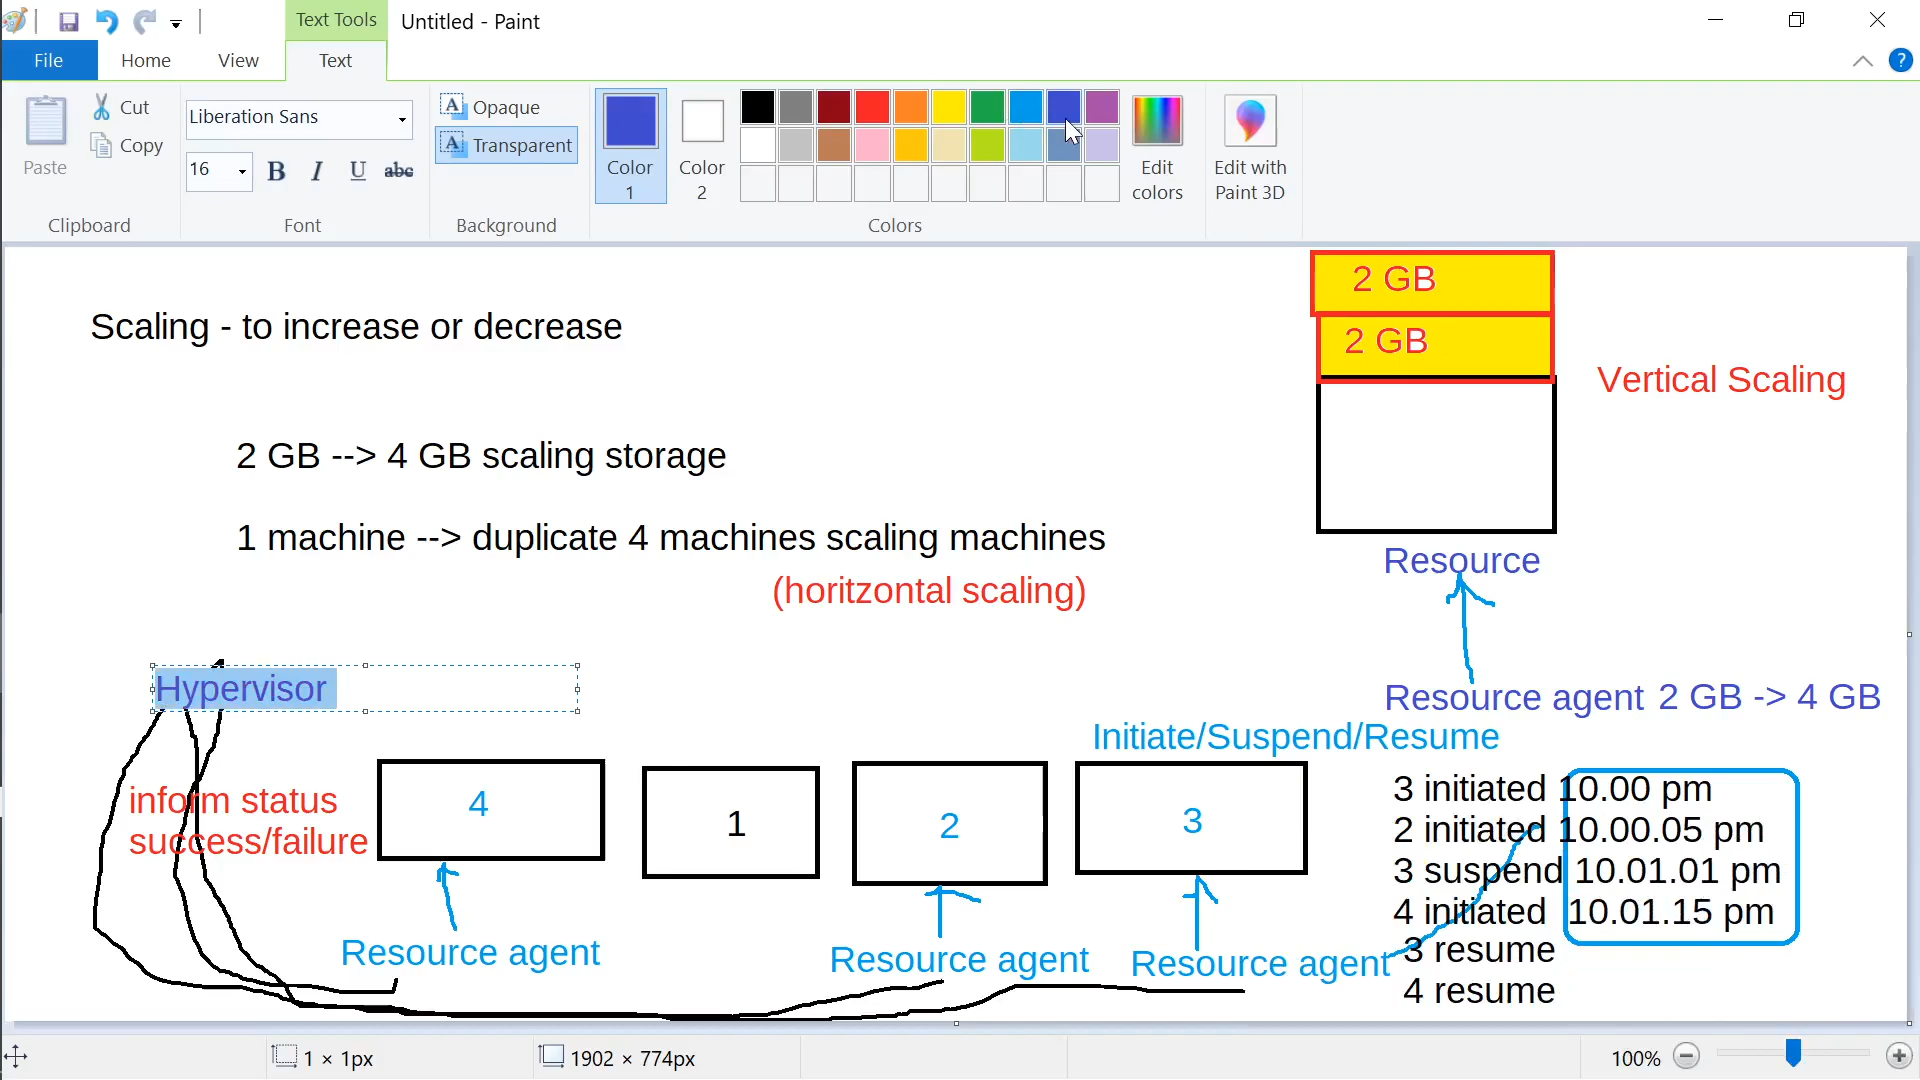 Text Tools
Untitled - Paint
File
Home
View
Text
Cut
Copy
Paste
Clipboard
Liberation Sans
16
B I U abc
Font
A Opaque
A Transparent
Background
Color 1
Color 2
Colors
Edit colors
Edit with Paint 3D
2 GB
2 GB
Scaling - to increase or decrease
Vertical Scaling
2 GB --> 4 GB scaling storage
1 machine --> duplicate 4 machines scaling machines
(horitzontal scaling)
Resource
Hypervisor
Resource agent 2 GB -> 4 GB
Initiate/Suspend/Resume
inform status
success/failure
4
1
2
3
3 initiated 10.00 pm
2 initiated 10.00.05 pm
3 suspend 10.01.01 pm
4 initiated 10.01.15 pm
3 resume
4 resume
Resource agent
Resource agent
Resource agent
1 × 1px
1902 × 774px
100%